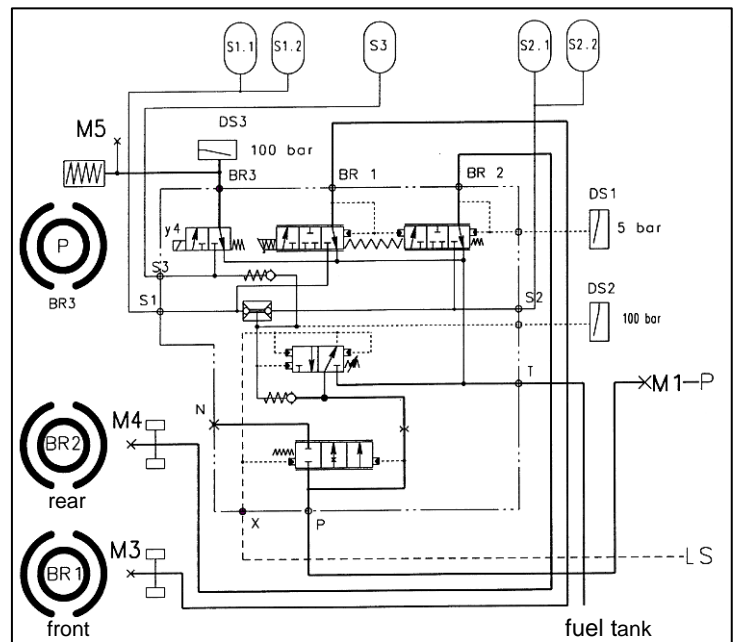 S1.1 S1.2 S3 S2.1 S2.2
M5
DS3
100 bar
BR3 BR 1 BR 2
DS1
5 bar
y4
P
BR3
S3
S1 S2
DS2
100 bar
T
M1-P
N
M4
BR2
rear
X P
LS
M3
BR1
front
fuel tank